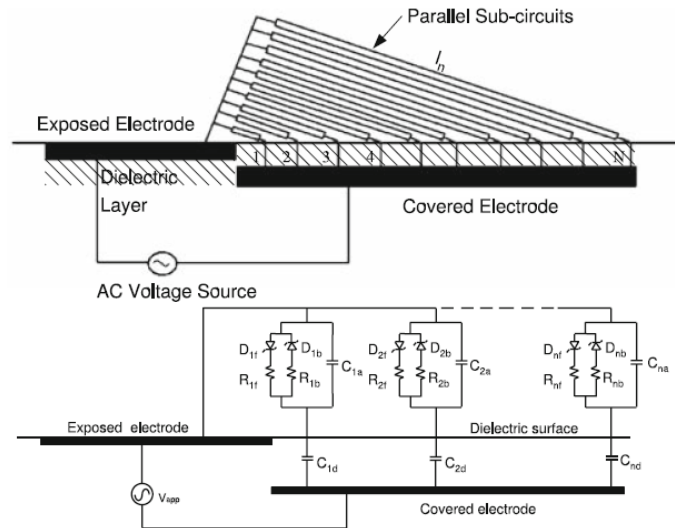 Parallel Sub-circuits
Iₙ
Exposed Electrode
1 2 3 4 N
Dielectric
Layer
Covered Electrode
AC Voltage Source
D1f D1b C1a D2f D2b C2a Dnf Dnb Cna
R1f R1b R2f R2b Rnf Rnb
Exposed electrode
Dielectric surface
C1d C2d Cnd
Vapp
Covered electrode